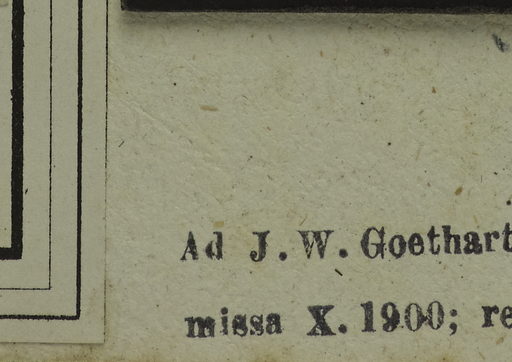 Ad J. W. Goethart
missa X. 1900; re